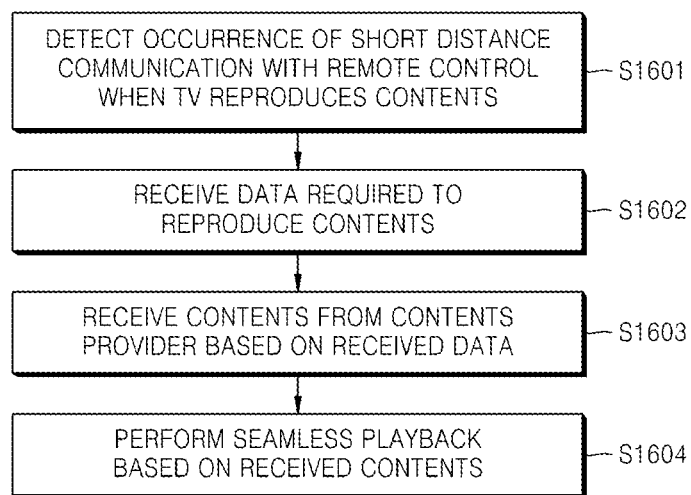 DETECT OCCURRENCE OF SHORT DISTANCE
COMMUNICATION WITH REMOTE CONTROL
WHEN TV REPRODUCES CONTENTS
S1601
RECEIVE DATA REQUIRED TO
REPRODUCE CONTENTS
S1602
RECEIVE CONTENTS FROM CONTENTS
PROVIDER BASED ON RECEIVED DATA
S1603
PERFORM SEAMLESS PLAYBACK
BASED ON RECEIVED CONTENTS
S1604